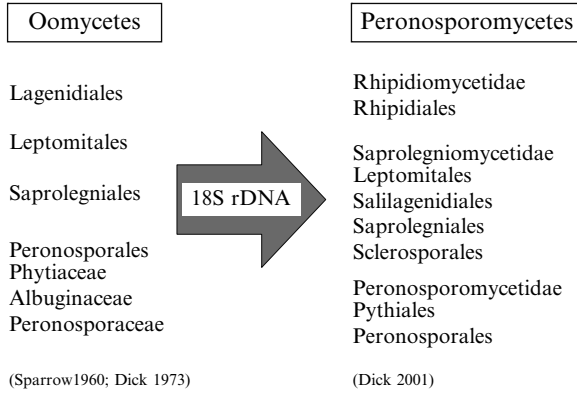 Oomycetes
Lagenidiales
Leptomitales
Saprolegniales
Peronosporales
Phytiaceae
Albuginaceae
Peronosporaceae
(Sparrow1960; Dick 1973)
18S rDNA
Peronosporomycetes
Rhipidiomycetidae
Rhipidiales
Saprolegniomycetidae
Leptomitales
Salilagenidiales
Saprolegniales
Sclerosporales
Peronosporomycetidae
Pythiales
Peronosporales
(Dick 2001)